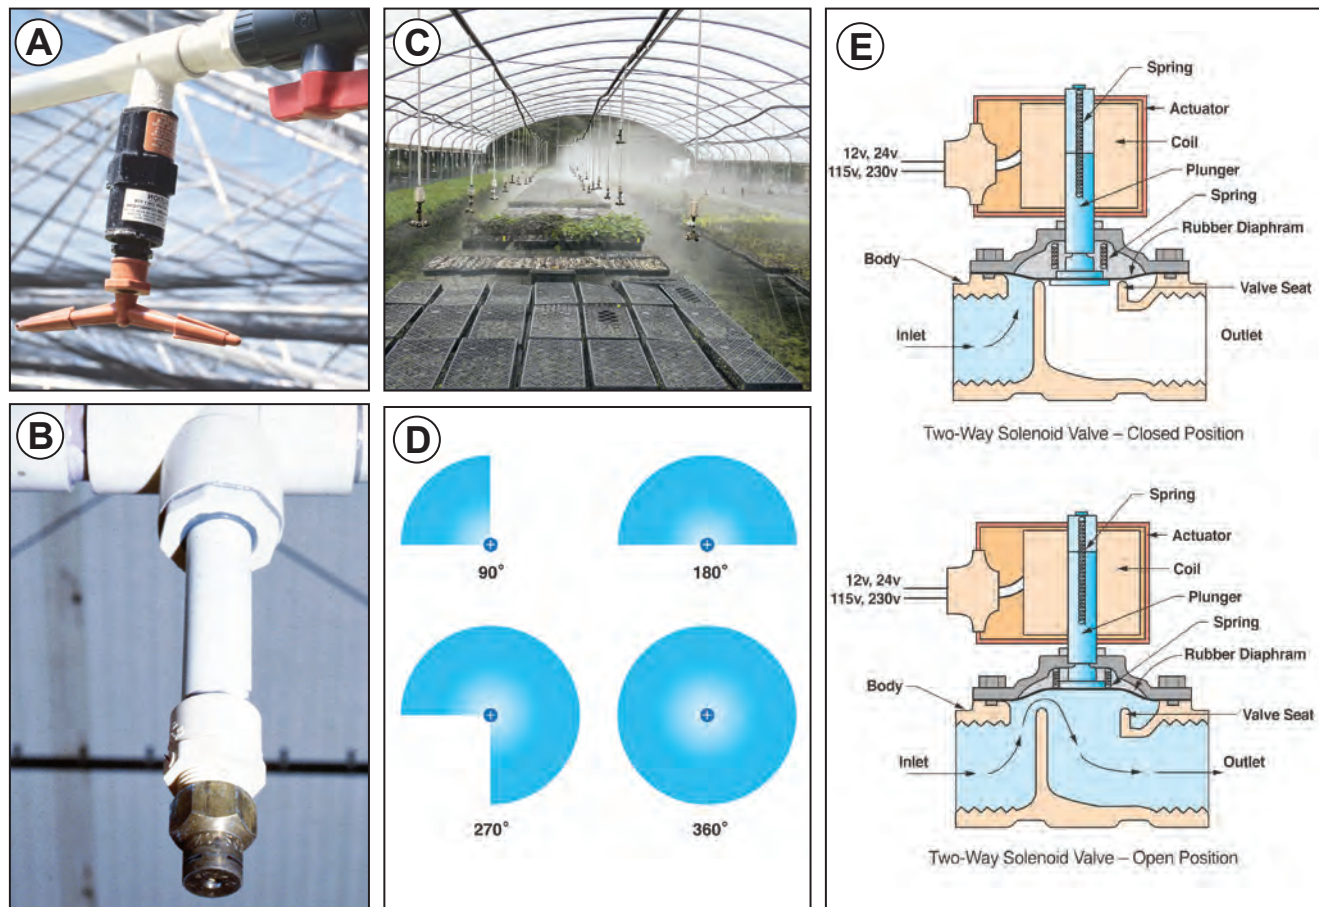 A
B
C
D
90°
180°
270°
360°
E
Spring
Actuator
Coil
12v, 24v
115v, 230v
Plunger
Spring
Rubber Diaphram
Body
Valve Seat
Inlet
Outlet
Two-Way Solenoid Valve – Closed Position
Spring
Actuator
Coil
12v, 24v
115v, 230v
Plunger
Spring
Rubber Diaphram
Body
Valve Seat
Inlet
Outlet
Two-Way Solenoid Valve – Open Position